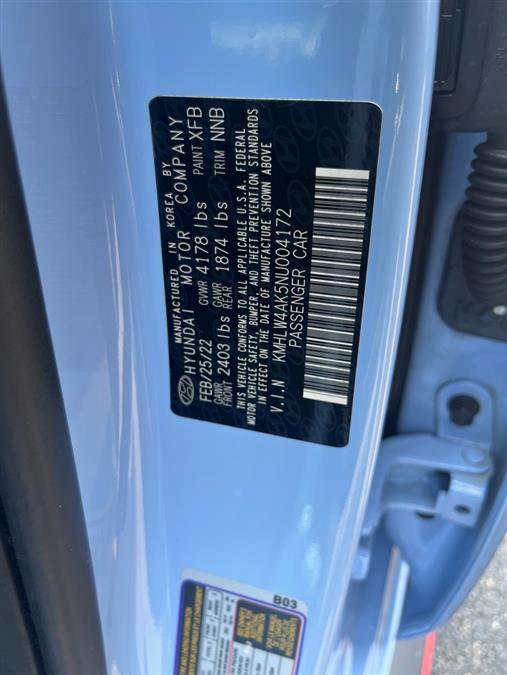 MANUFACTURED IN KOREA BY
HYUNDAI MOTOR COMPANY
FEB/25/22 GVWR 4178 lbs PAINT XFB
GAWR FRONT 2403 lbs GAWR REAR 1874 lbs TRIM NNB
THIS VEHICLE CONFORMS TO ALL APPLICABLE U.S.A. FEDERAL
MOTOR VEHICLE SAFETY, BUMPER, AND THEFT PREVENTION STANDARDS
IN EFFECT ON THE DATE OF MANUFACTURE SHOWN ABOVE
V.I.N KMHLW4AK5NU004172
PASSENGER CAR
B03